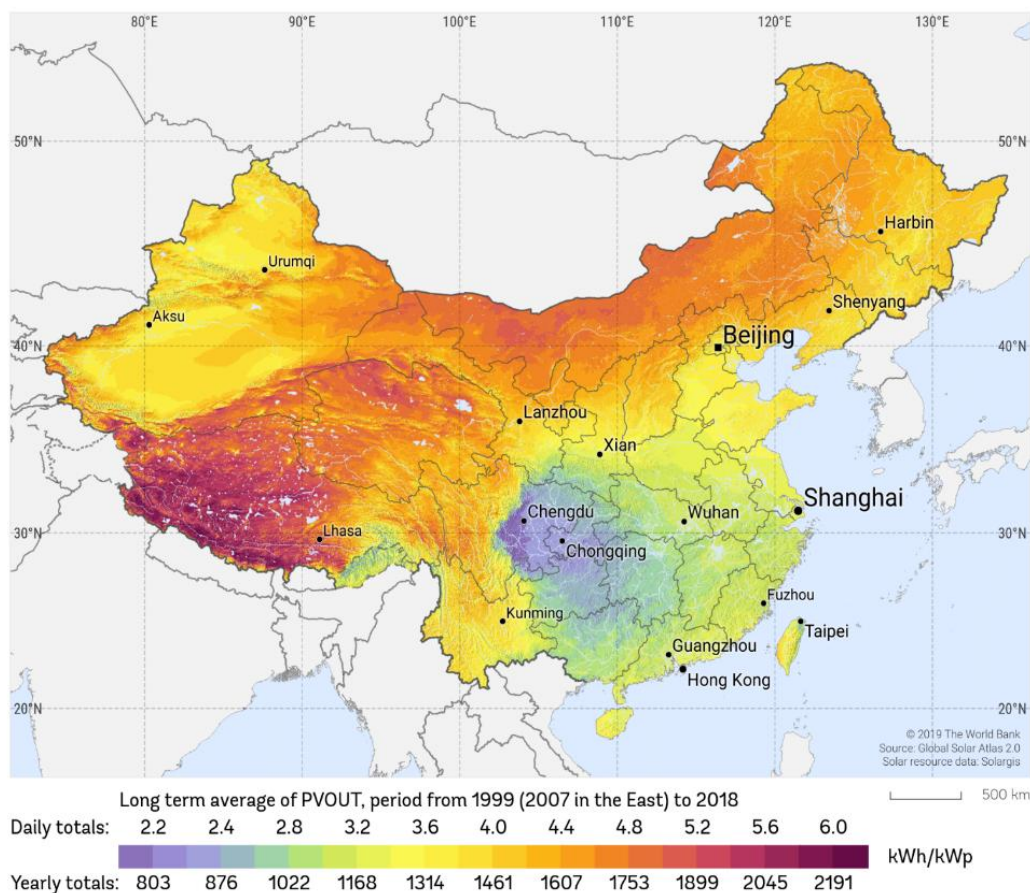 80°E 90°E 100°E 110°E 120°E 130°E
50°N 50°N
Harbin
Urumqi
Shenyang
Aksu
Beijing
40°N 40°N
Lanzhou
Xian
Shanghai
Chengdu
Wuhan
30°N Lhasa 30°N
Chongqing
Fuzhou
Kunming
Taipei
Guangzhou
Hong Kong
20°N 20°N
© 2019 The World Bank
Source: Global Solar Atlas 2.0
Solar resource data: Solargis
Long term average of PVOUT, period from 1999 (2007 in the East) to 2018
500 km
Daily totals: 2.2 2.4 2.8 3.2 3.6 4.0 4.4 4.8 5.2 5.6 6.0
kWh/kWp
Yearly totals: 803 876 1022 1168 1314 1461 1607 1753 1899 2045 2191